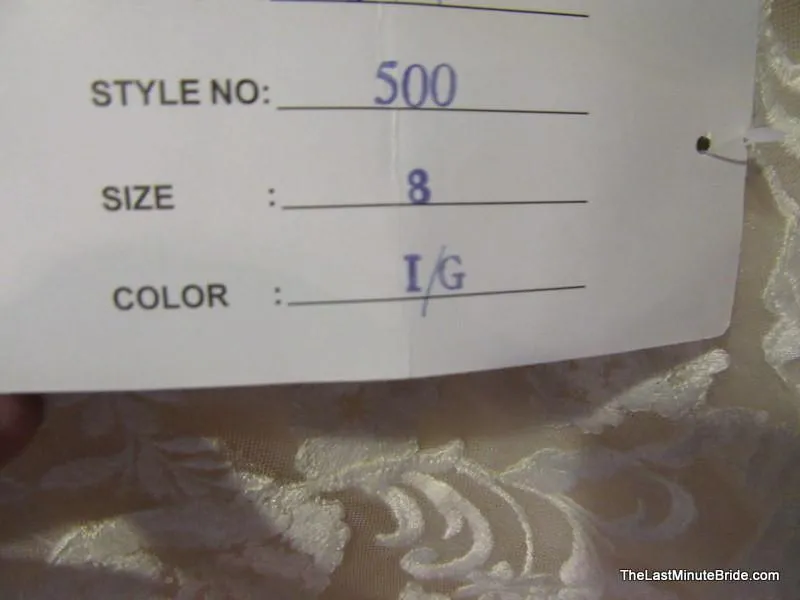 STYLE NO: 500
SIZE : 8
COLOR : I/G
TheLastMinuteBride.com